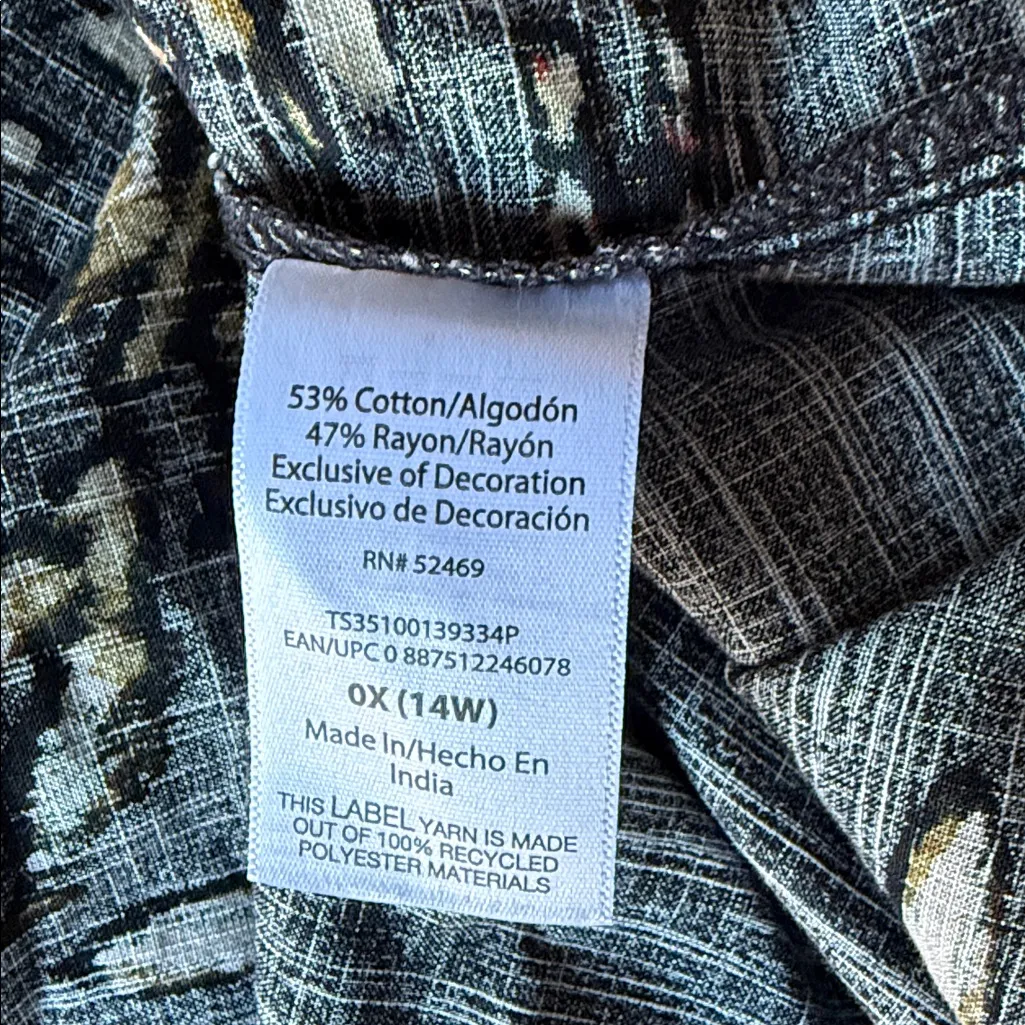 53% Cotton/Algodón
47% Rayon/Rayón
Exclusive of Decoration
Exclusivo de Decoración
RN# 52469
TS35100139334P
EAN/UPC 0 887512246078
0X (14W)
Made In/Hecho En
India
THIS LABEL YARN IS MADE
OUT OF 100% RECYCLED
POLYESTER MATERIALS